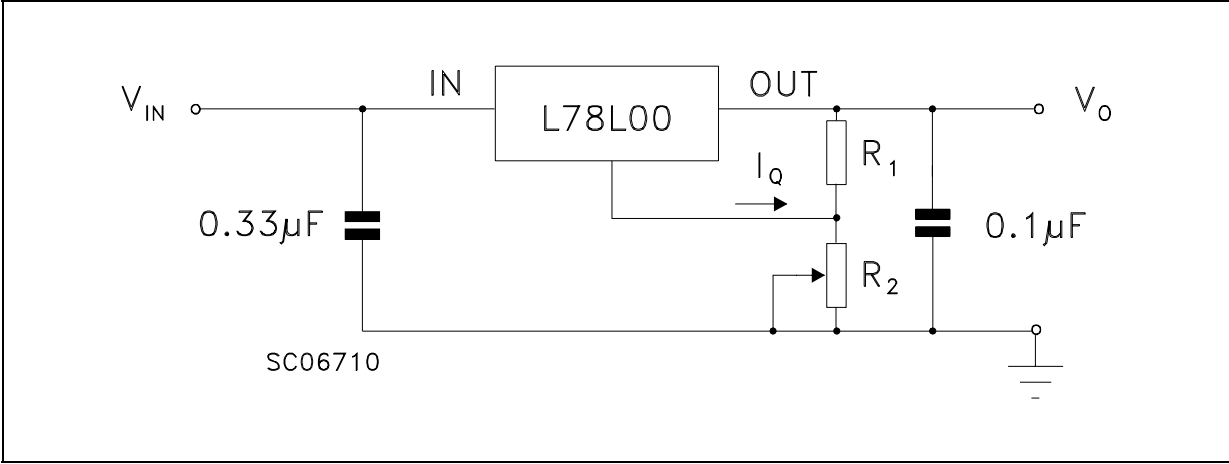 IN
OUT
V_IN
L78L00
V_O
R_1
I_Q
0.33μF
0.1μF
R_2
SC06710